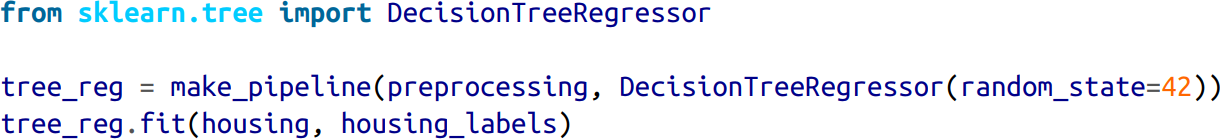 from sklearn.tree import DecisionTreeRegressor
tree_reg = make_pipeline(preprocessing, DecisionTreeRegressor(random_state=42))
tree_reg.fit(housing, housing_labels)